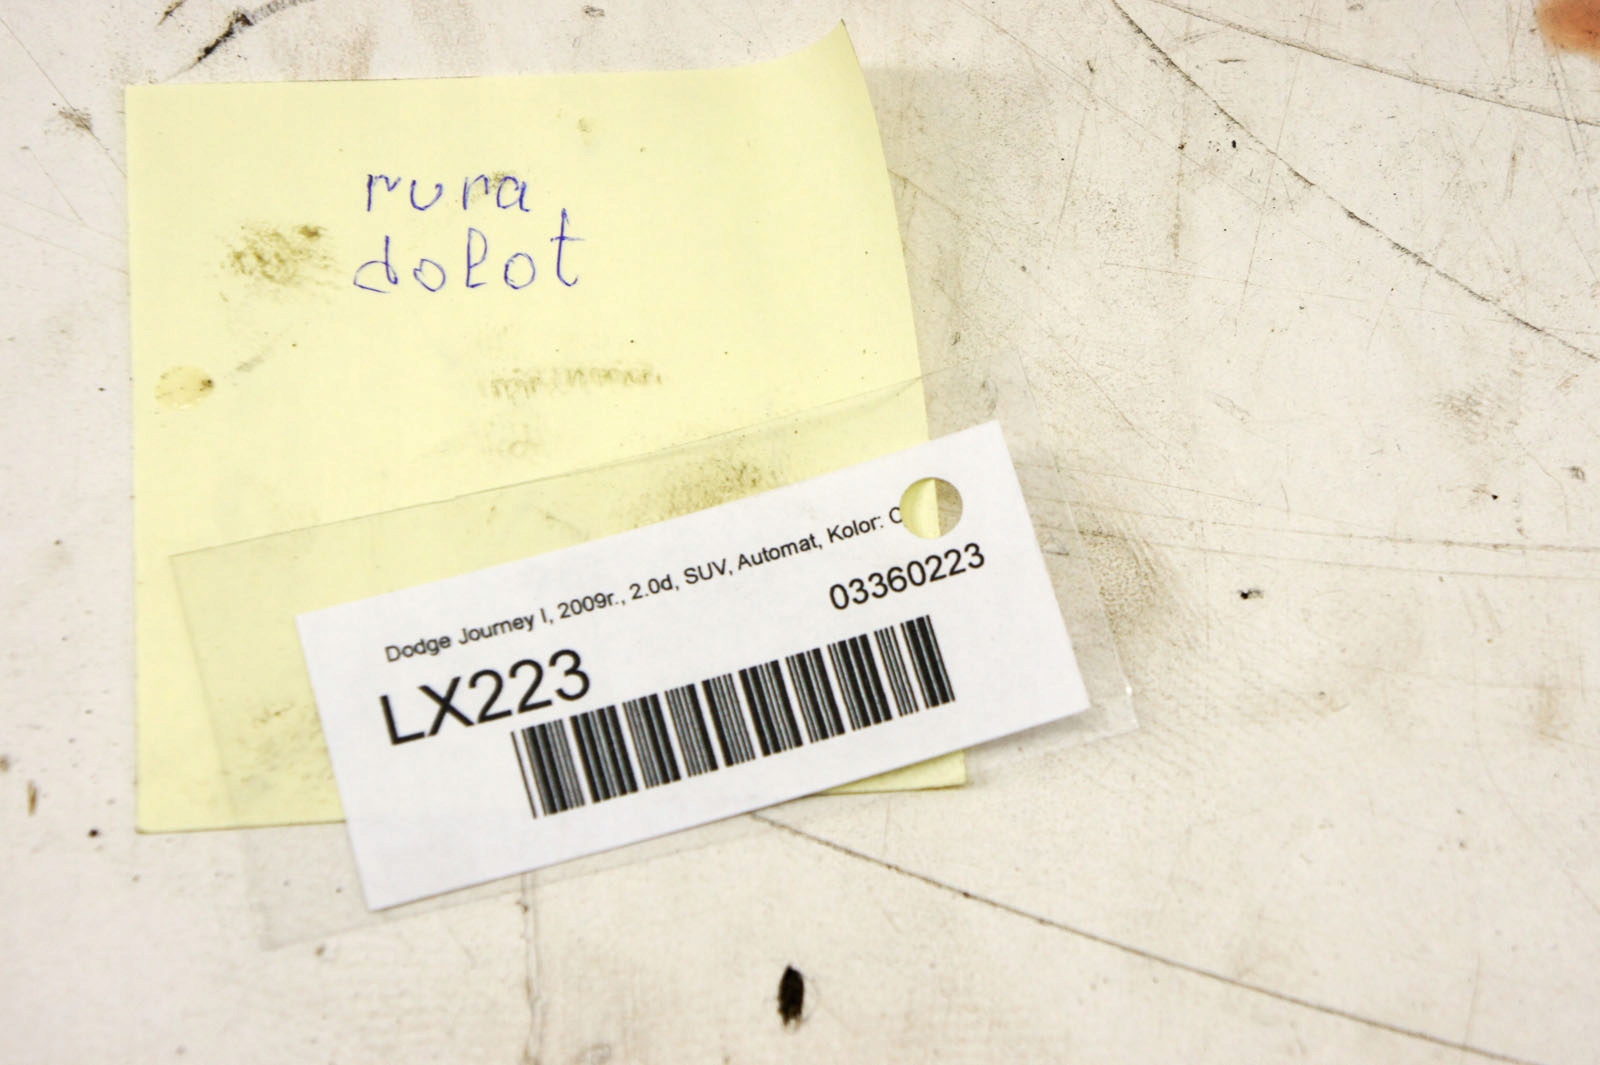 rura
dolot
Dodge Journey I, 2009r., 2.0d, SUV, Automat, Kolor:
03360223
LX223